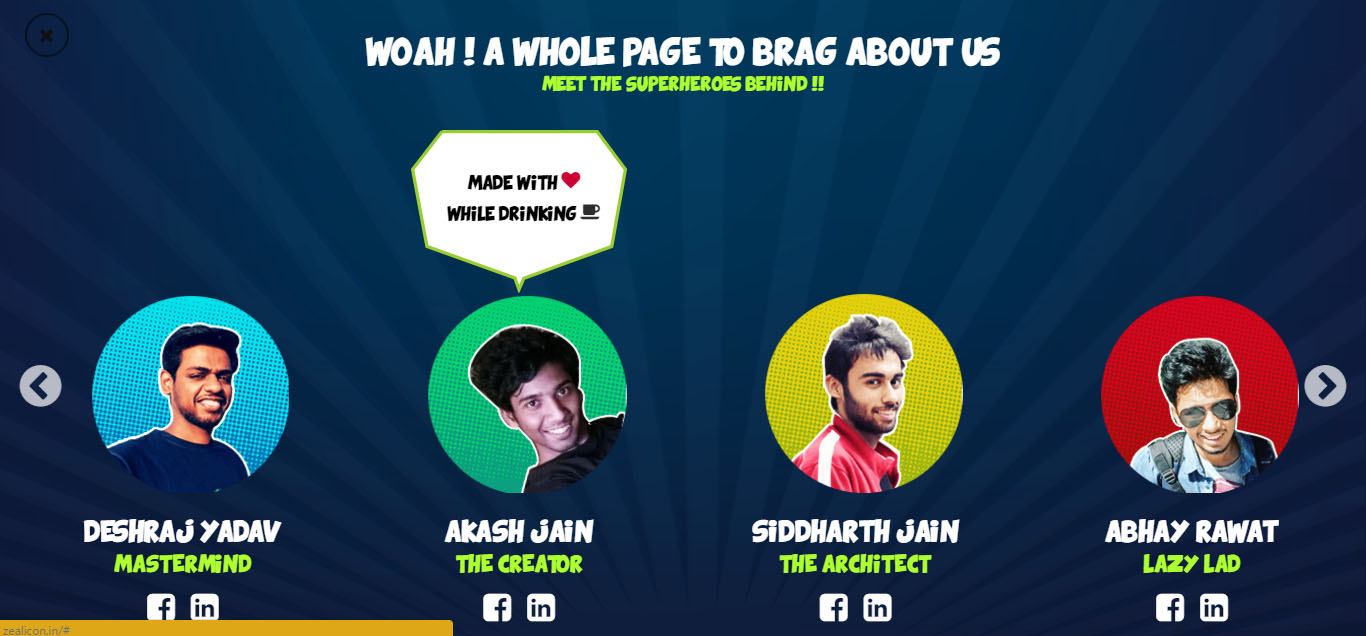 WOAH ! A WHOLE PAGE TO BRAG ABOUT US
MEET THE SUPERHEROES BEHIND !!
MADE WITH
WHILE DRINKING
DESHRAJ YADAV
MASTERMIND
AKASH JAIN
THE CREATOR
SIDDHARTH JAIN
THE ARCHITECT
ABHAY RAWAT
LAZY LAD
zealicon.in/#